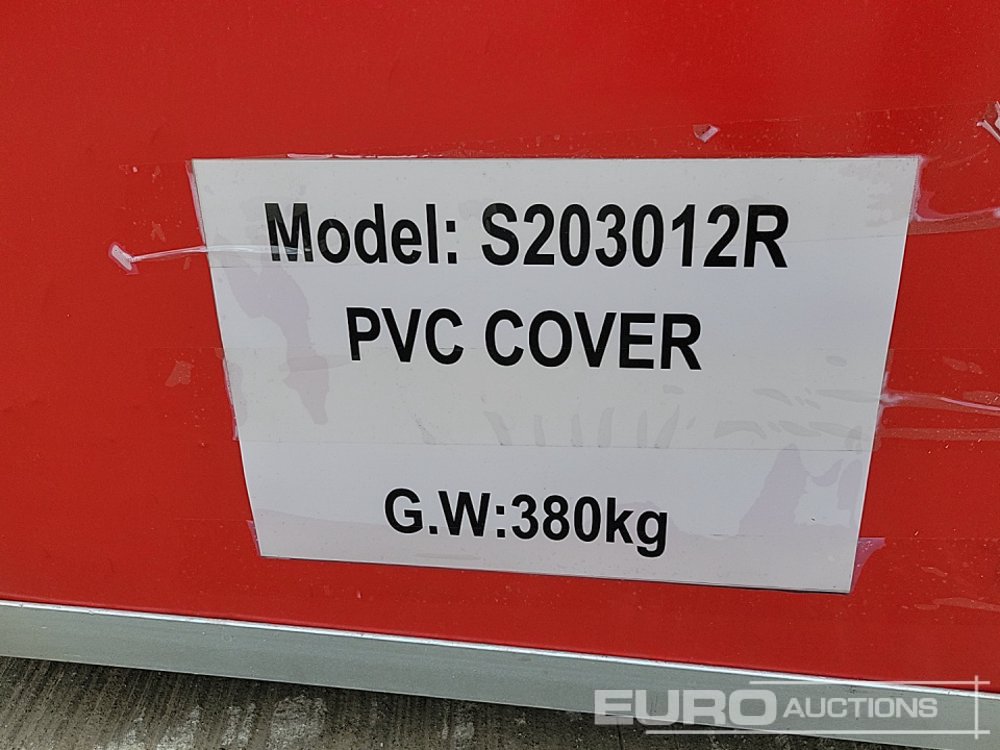 Model: S203012R
PVC COVER
G.W:380kg
EURO AUCTIONS